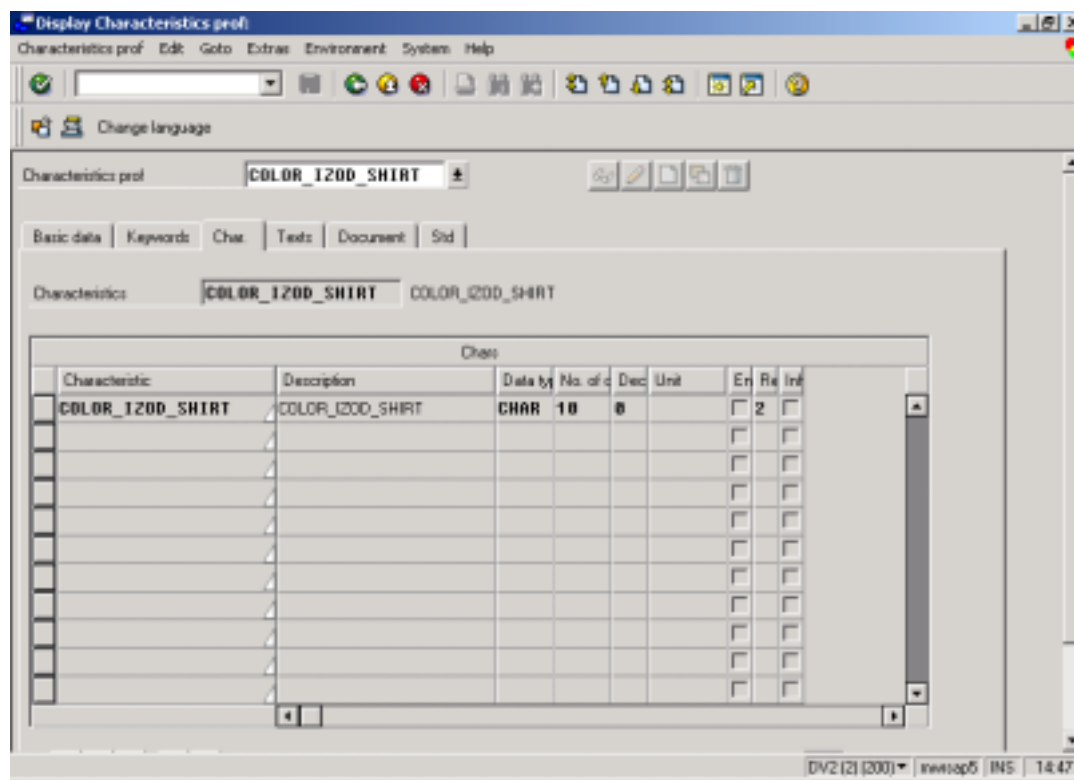 Display Characteristics profi
Characteristics prof Edit Goto Extras Environment System Help
Change language
Characteristics prof COLOR_IZOD_SHIRT
Basic data Keywords Char. Texts Document Std
Characteristics COLOR_IZOD_SHIRT COLOR_IZOD_SHIRT
Chars
Characteristic Description Data ty No. of c Dec Unit En Re Inh
COLOR_IZOD_SHIRT COLOR_IZOD_SHIRT CHAR 10 0 2
DV2 (2) (200) INS 14:47